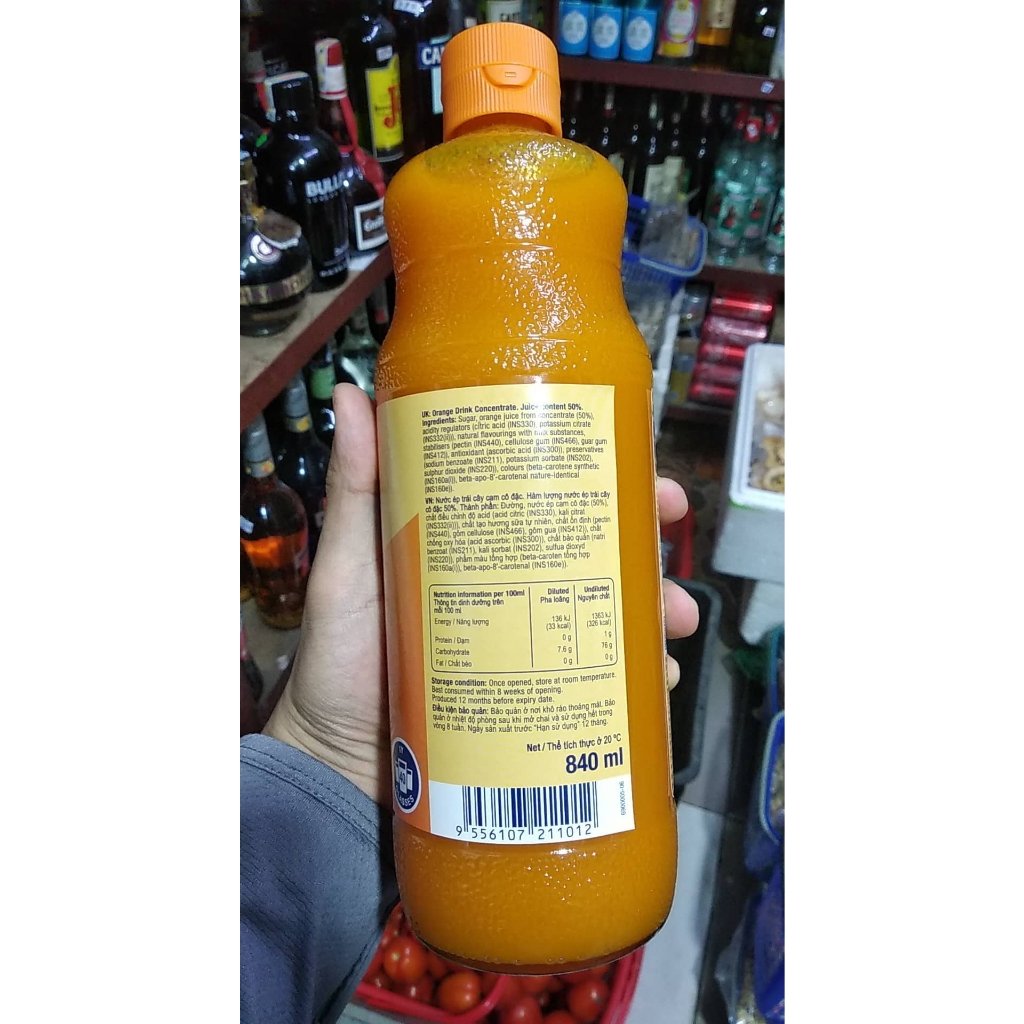 UK: Orange Drink Concentrate. Juice content 50%.
Ingredients: Sugar, orange juice from concentrate (50%),
acidity regulators (citric acid (INS330), potassium citrate
(INS332(ii))), natural flavourings with milk substances,
stabilisers (pectin (INS440), cellulose gum (INS466), guar gum
(INS412)), antioxidant (ascorbic acid (INS300)), preservatives
(sodium benzoate (INS211), potassium sorbate (INS202),
sulphur dioxide (INS220)), colours (beta-carotene synthetic
(INS160a(i)), beta-apo-8'-carotenal nature-identical
(INS160e)).
VN: Nước ép trái cây cam cô đặc. Hàm lượng nước ép trái cây
cô đặc 50%. Thành phần: Đường, nước ép cam cô đặc (50%),
chất điều chỉnh độ acid (acid citric (INS330), kali citrat
(INS332(ii))), chất tạo hương sữa tự nhiên, chất ổn định (pectin
(INS440), gôm cellulose (INS466), gôm gua (INS412)), chất
chống oxy hóa (acid ascorbic (INS300)), chất bảo quản (natri
benzoat (INS211), kali sorbat (INS202), sulfua dioxyd
(INS220)), phẩm màu tổng hợp (beta-caroten tổng hợp
(INS160a(i)), beta-apo-8'-carotenal (INS160e)).
Nutrition information per 100ml Diluted Undiluted
Thông tin dinh dưỡng trên Pha loãng Nguyên chất
mỗi 100 ml
Energy / Năng lượng 136 kJ 1363 kJ
(33 kcal) (326 kcal)
Protein / Đạm 0 g 1 g
Carbohydrate 7.6 g 76 g
Fat / Chất béo 0 g 0 g
Storage condition: Once opened, store at room temperature.
Best consumed within 8 weeks of opening.
Produced 12 months before expiry date.
Điều kiện bảo quản: Bảo quản ở nơi khô ráo thoáng mát. Bảo
quản ở nhiệt độ phòng sau khi mở chai và sử dụng hết trong
vòng 8 tuần. Ngày sản xuất trước "Hạn sử dụng" 12 tháng.
Net / Thể tích thực ở 20 °C
840 ml
9 556107 211012